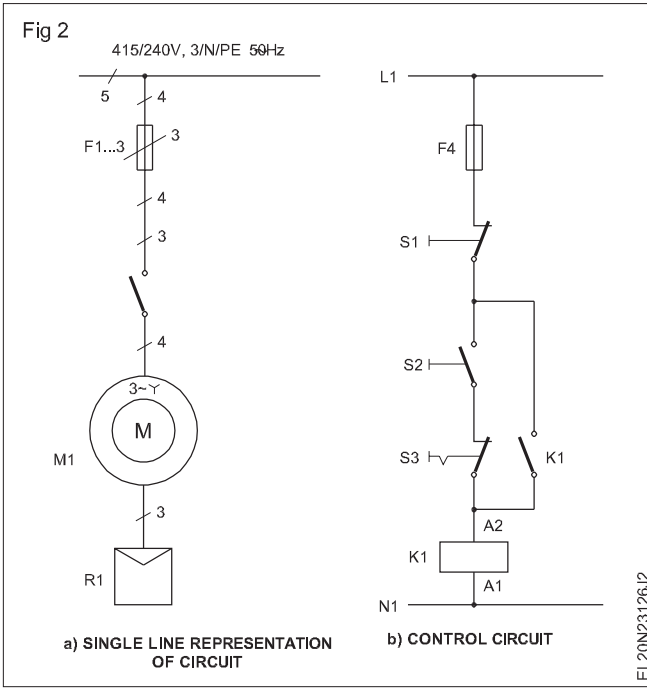 Fig 2
415/240V, 3/N/PE 50Hz
5
4
F1...3
3
4
3
4
3~
M
M1
3
R1
a) SINGLE LINE REPRESENTATION
OF CIRCUIT
L1
F4
S1
S2
S3
K1
A2
K1
A1
N1
b) CONTROL CIRCUIT
EL20N23126J2